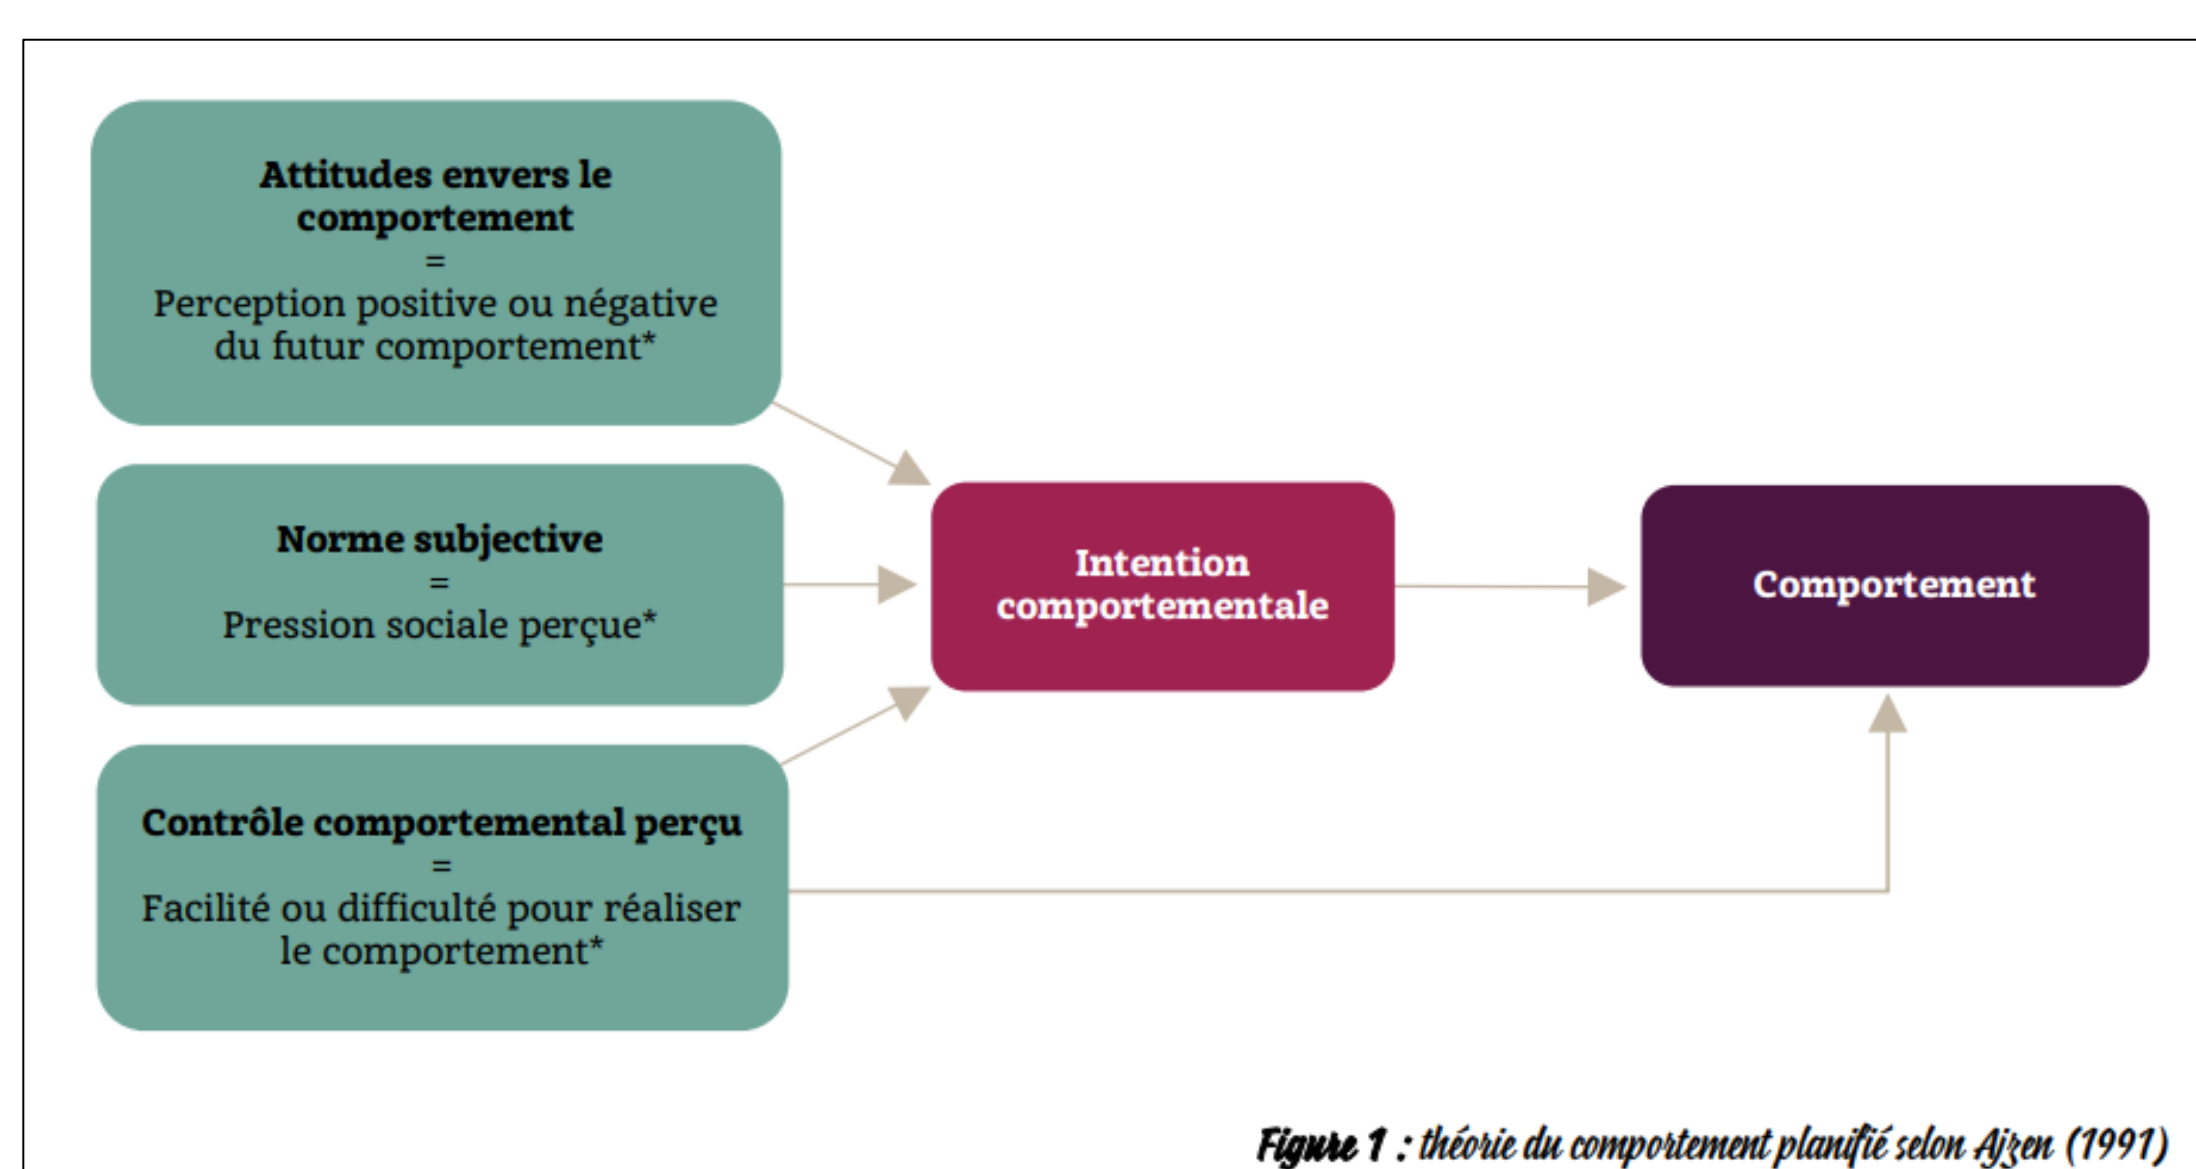 Attitudes envers le
comportement
=
Perception positive ou négative
du futur comportement*
Norme subjective
=
Pression sociale perçue*
Contrôle comportemental perçu
=
Facilité ou difficulté pour réaliser
le comportement*
Intention
comportementale
Comportement
Figure 1 : théorie du comportement planifié selon Ajzen (1991)